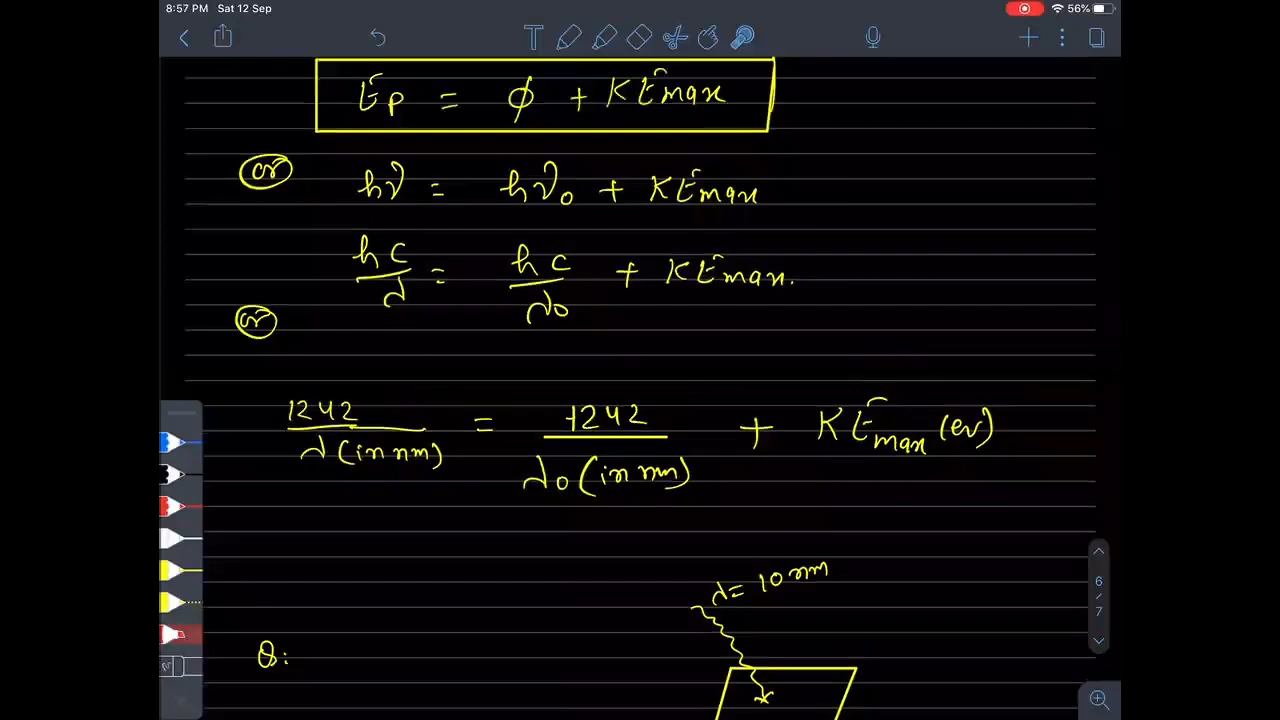 8:57 PM Sat 12 Sep 56%
T
Ep = ϕ + KEmax
or
hν = hν₀ + KEmax
hc/λ = hc/λ₀ + KEmax.
or
1242/λ(in nm) = 1242/λ₀(in nm) + KEmax (ev)
λ= 10 nm
Q:
6
/
7